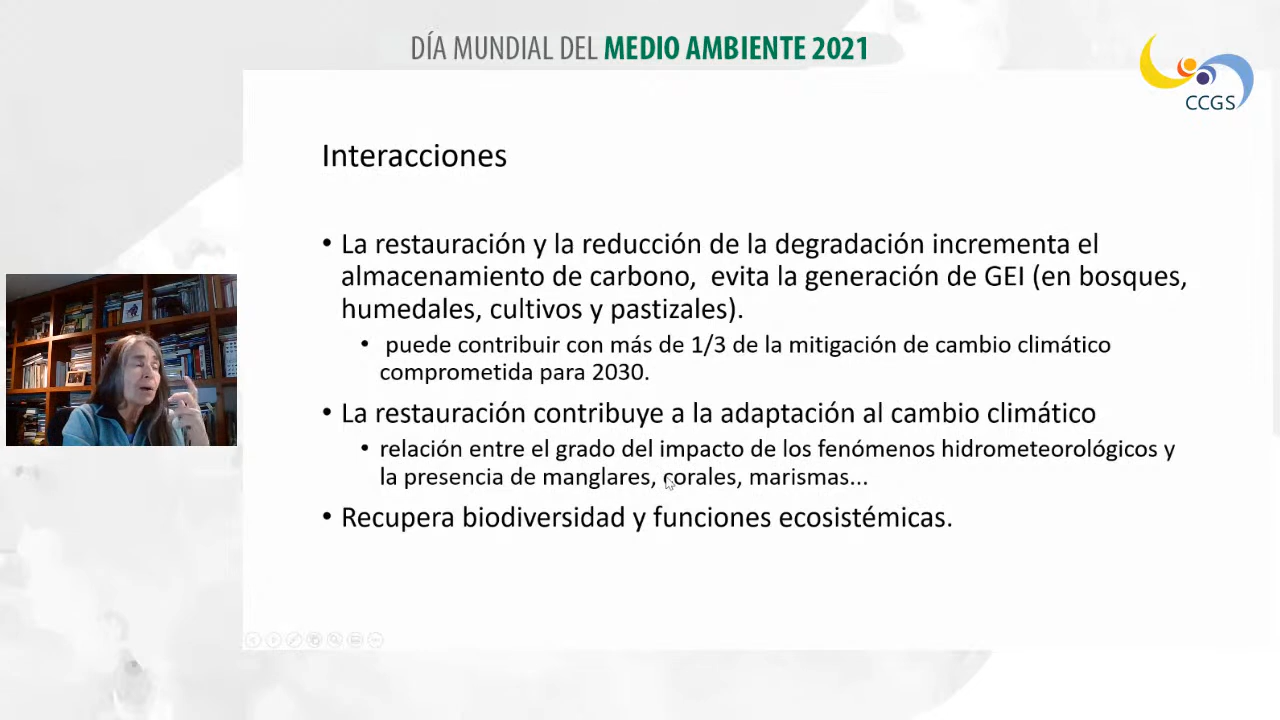 DÍA MUNDIAL DEL MEDIO AMBIENTE 2021
CCGS
Interacciones
• La restauración y la reducción de la degradación incrementa el
almacenamiento de carbono,  evita la generación de GEI (en bosques,
humedales, cultivos y pastizales).
• puede contribuir con más de 1/3 de la mitigación de cambio climático
comprometida para 2030.
• La restauración contribuye a la adaptación al cambio climático
• relación entre el grado del impacto de los fenómenos hidrometeorológicos y
la presencia de manglares, corales, marismas...
• Recupera biodiversidad y funciones ecosistémicas.